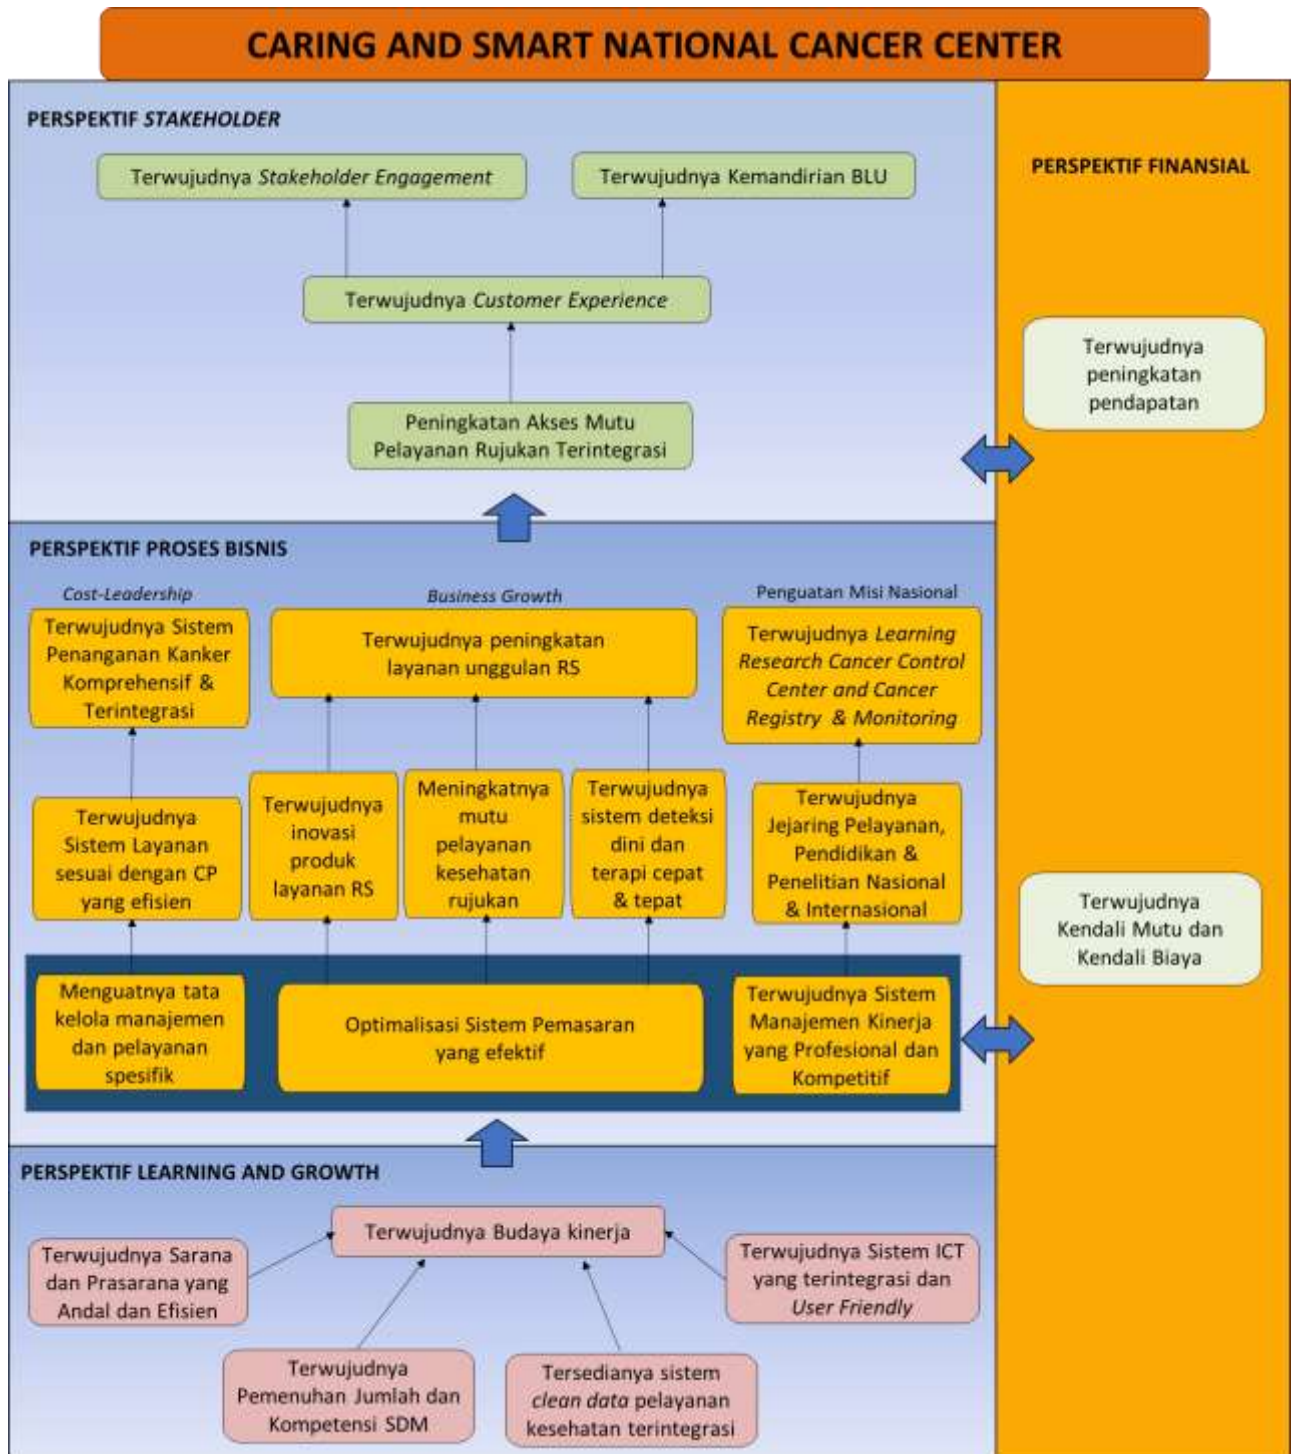 CARING AND SMART NATIONAL CANCER CENTER
PERSPEKTIF STAKEHOLDER
Terwujudnya Stakeholder Engagement
Terwujudnya Kemandirian BLU
Terwujudnya Customer Experience
Peningkatan Akses Mutu
Pelayanan Rujukan Terintegrasi
PERSPEKTIF FINANSIAL
Terwujudnya
peningkatan
pendapatan
Terwujudnya
Kendali Mutu dan
Kendali Biaya
PERSPEKTIF PROSES BISNIS
Cost-Leadership
Terwujudnya Sistem
Penanganan Kanker
Komprehensif &
Terintegrasi
Business Growth
Terwujudnya peningkatan
layanan unggulan RS
Penguatan Misi Nasional
Terwujudnya Learning
Research Cancer Control
Center and Cancer
Registry & Monitoring
Terwujudnya
Sistem Layanan
sesuai dengan CP
yang efisien
Terwujudnya
inovasi
produk
layanan RS
Meningkatnya
mutu
pelayanan
kesehatan
rujukan
Terwujudnya
sistem deteksi
dini dan
terapi cepat
& tepat
Terwujudnya
Jejaring Pelayanan,
Pendidikan &
Penelitian Nasional
& Internasional
Menguatnya tata
kelola manajemen
dan pelayanan
spesifik
Optimalisasi Sistem Pemasaran
yang efektif
Terwujudnya Sistem
Manajemen Kinerja
yang Profesional dan
Kompetitif
PERSPEKTIF LEARNING AND GROWTH
Terwujudnya Budaya kinerja
Terwujudnya Sarana
dan Prasarana yang
Andal dan Efisien
Terwujudnya Sistem ICT
yang terintegrasi dan
User Friendly
Terwujudnya
Pemenuhan Jumlah dan
Kompetensi SDM
Tersedianya sistem
clean data pelayanan
kesehatan terintegrasi